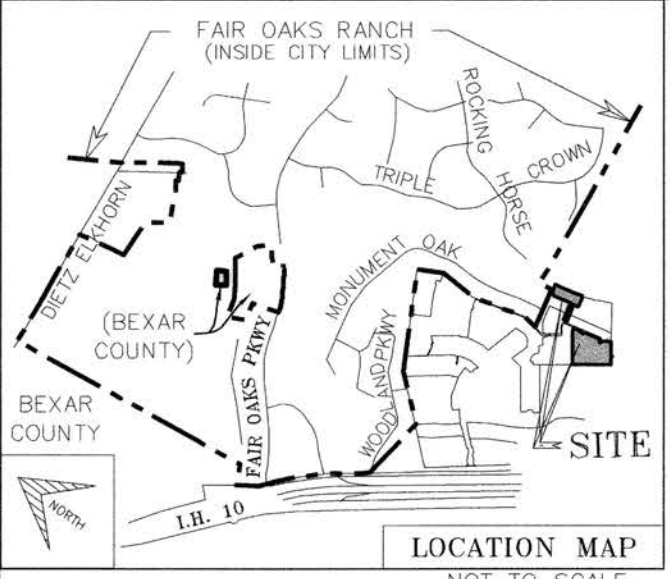 FAIR OAKS RANCH
(INSIDE CITY LIMITS)
ROCKING HORSE
TRIPLE CROWN
DIETZ ELKHORN
MONUMENT OAK
(BEXAR
COUNTY)
FAIR OAKS PKWY
WOODLAND PKWY
BEXAR
COUNTY
SITE
NORTH
I.H. 10
LOCATION MAP
NOT TO SCALE